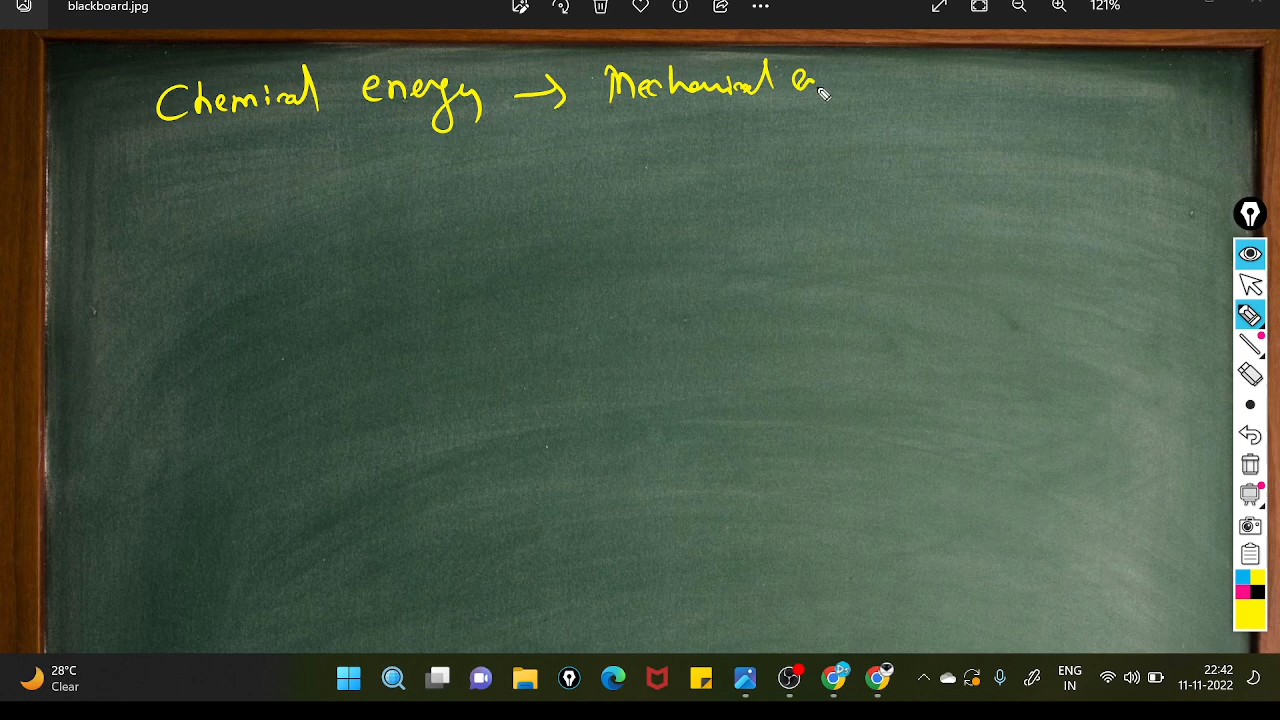 blackboard.jpg
121%
Chemical energy → Mechanical e
28°C
Clear
ENG
IN
22:42
11-11-2022